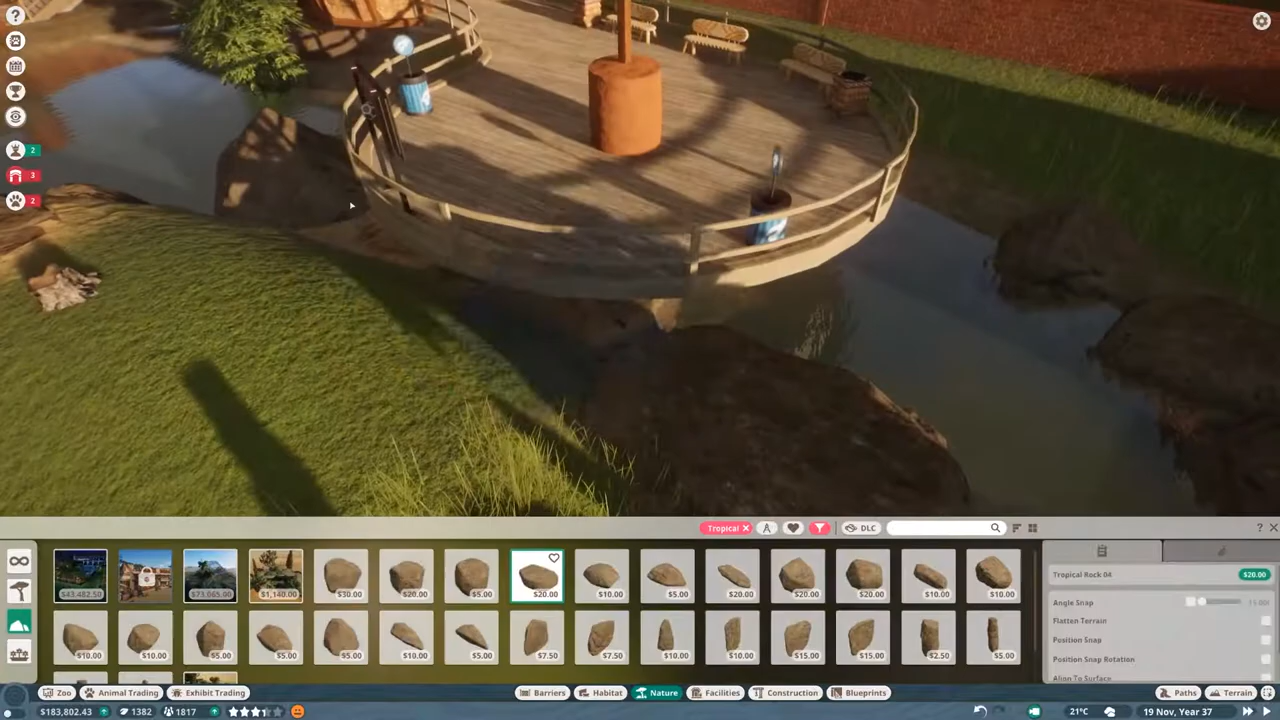 2
3
2
Tropical
DLC
$43,482.50
$73,065.00
$1,140.00
$30.00
$20.00
$5.00
$20.00
$10.00
$5.00
$20.00
$20.00
$20.00
$10.00
$10.00
Tropical Rock 04
$20.00
Angle Snap
Flatten Terrain
Position Snap
Position Snap Rotation
Align To Surface
$10.00
$10.00
$5.00
$5.00
$5.00
$10.00
$5.00
$7.50
$7.50
$10.00
$10.00
$15.00
$15.00
$2.50
$5.00
Zoo
Animal Trading
Exhibit Trading
Barriers
Habitat
Nature
Facilities
Construction
Blueprints
Paths
Terrain
$183,802.43
1382
1817
21°C
19 Nov, Year 37